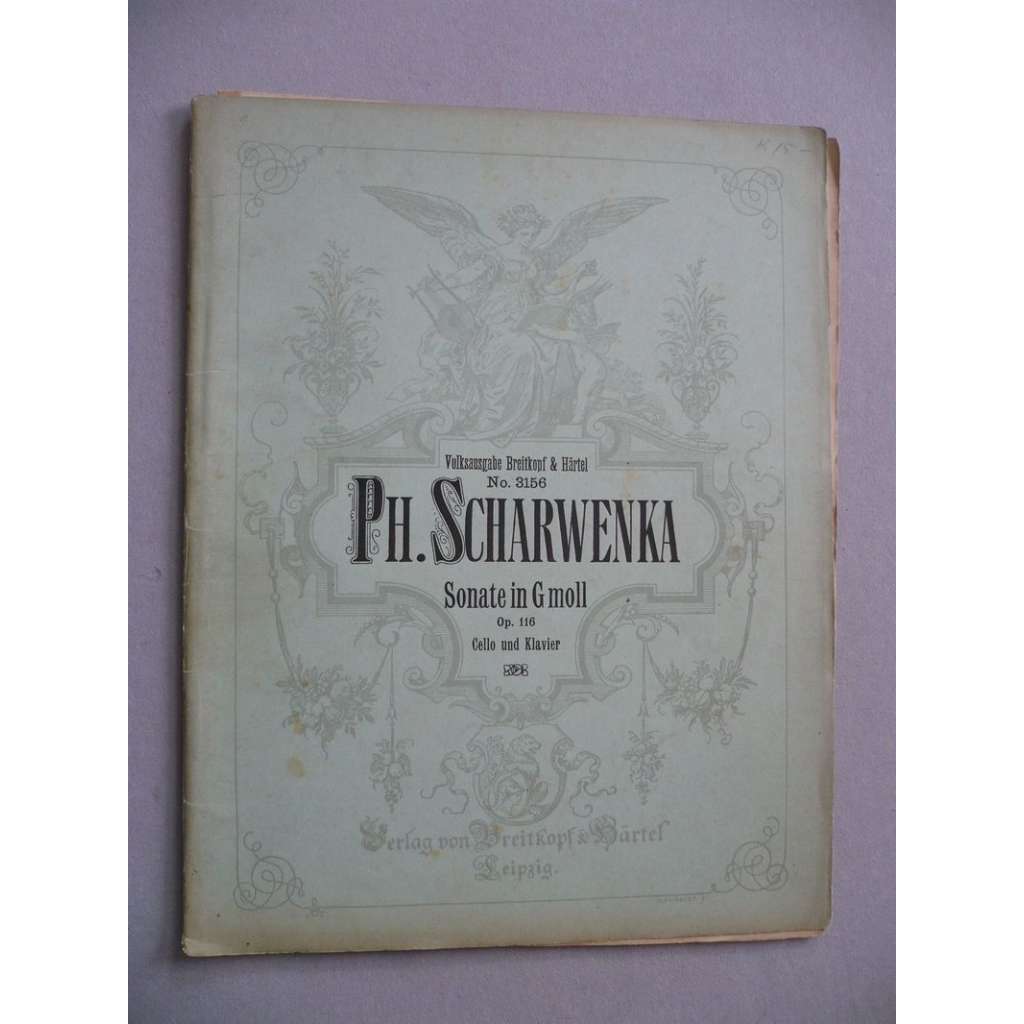 K 15 –
Volksausgabe Breitkopf & Härtel
No. 3156
PH. SCHARWENKA
Sonate in G moll
Op. 116
Cello und Klavier
Verlag von Breitkopf & Härtel
Leipzig.